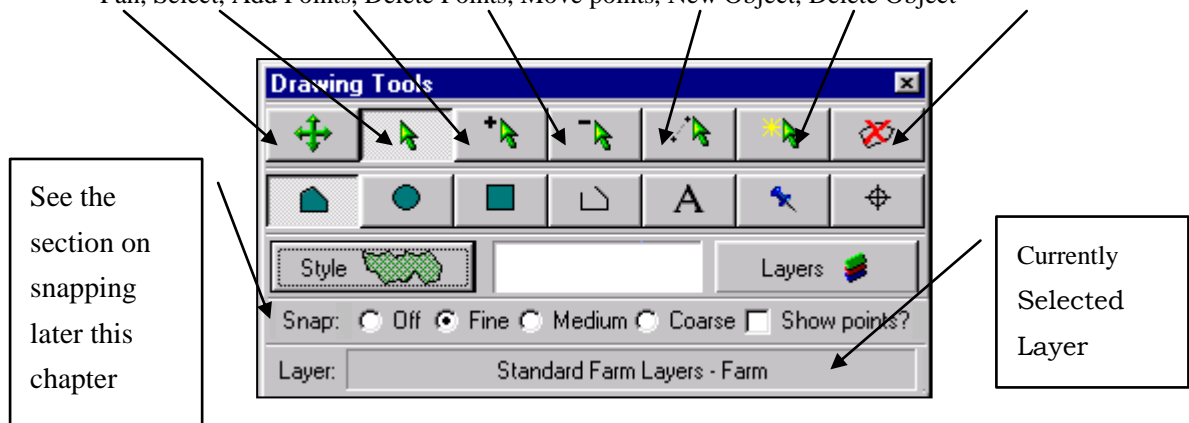 Pan, Select, Add Points, Delete Points, Move points, New Object, Delete Object
Drawing Tools
See the
section on
snapping
later this
chapter
A
Style
Layers
Snap: Off Fine Medium Coarse Show points?
Layer: Standard Farm Layers - Farm
Currently
Selected
Layer